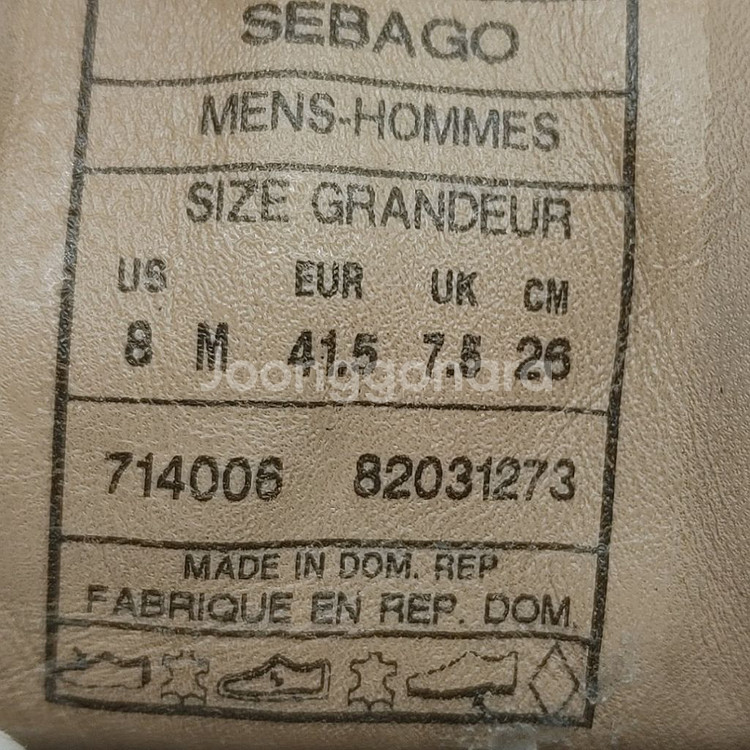 SEBAGO
MENS-HOMMES
SIZE GRANDEUR
US EUR UK CM
8 M 41.5 7.5 26
Joonggonara
714006 82031273
MADE IN DOM. REP
FABRIQUE EN REP. DOM.